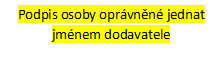 Podpis osoby oprávněné jednat
jménem dodavatele